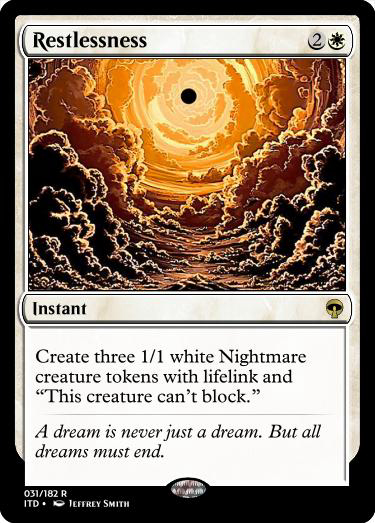 Restlessness 2
Instant
Create three 1/1 white Nightmare
creature tokens with lifelink and
“This creature can’t block.”
A dream is never just a dream. But all
dreams must end.
031/182 R
ITD • Jeffrey Smith